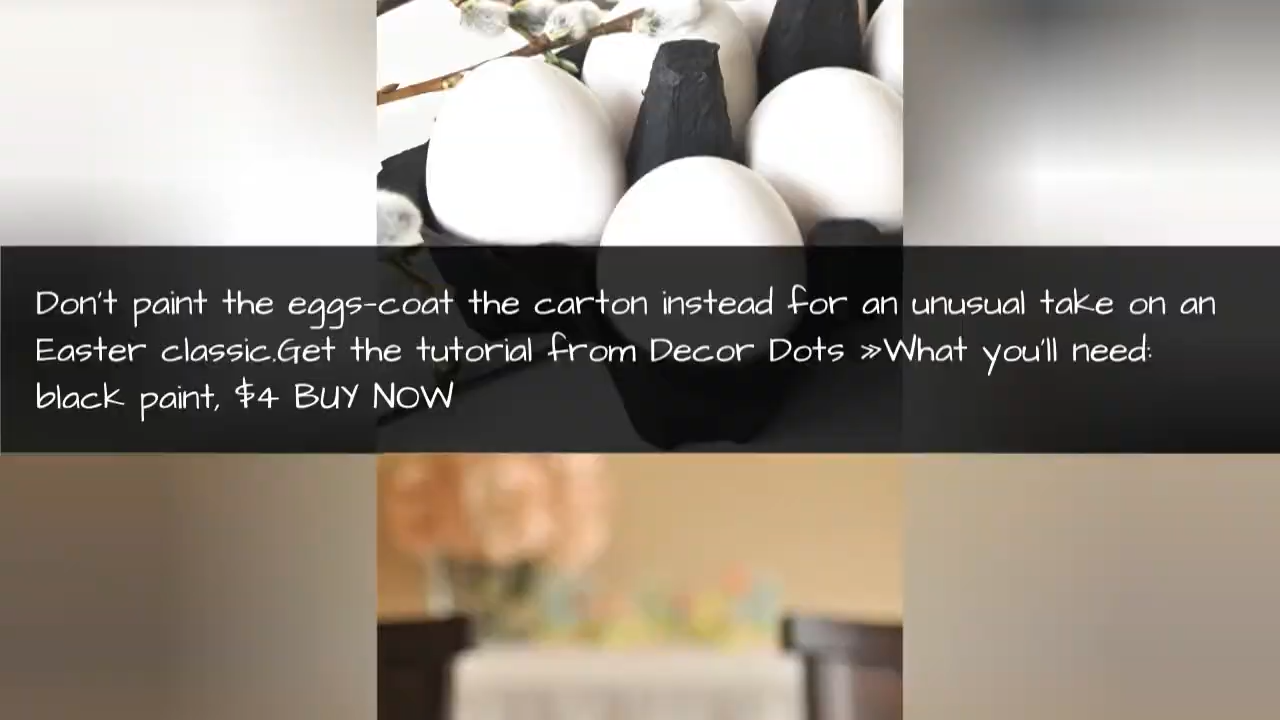 Don't paint the eggs-coat the carton instead for an unusual take on an
Easter classic.Get the tutorial from Decor Dots »What you'll need:
black paint, $4 BUY NOW